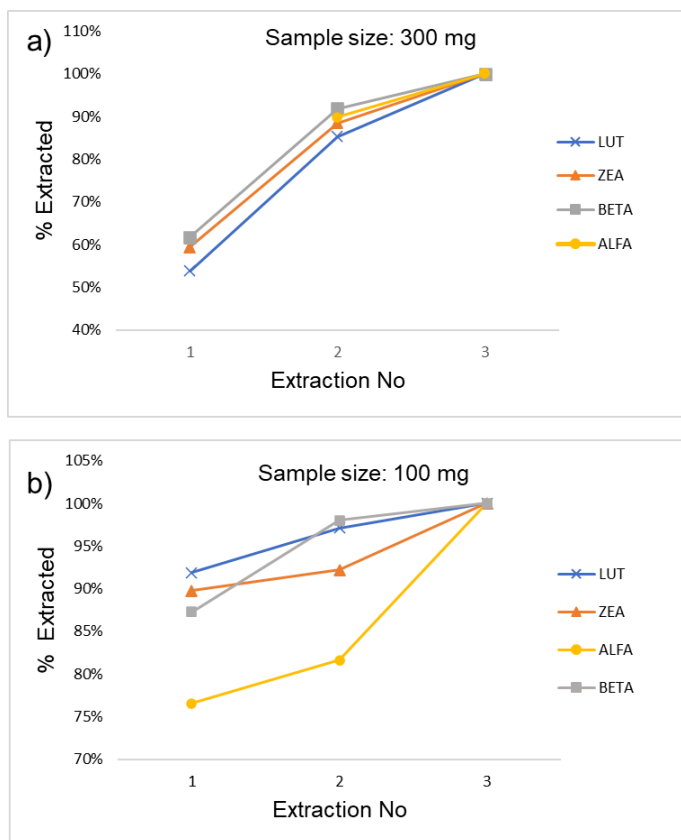 a)
Sample size: 300 mg
110%
100%
90%
80%
70%
60%
50%
40%
% Extracted
1 2 3
Extraction No
LUT
ZEA
BETA
ALFA
b)
Sample size: 100 mg
105%
100%
95%
90%
85%
80%
75%
70%
% Extracted
1 2 3
Extraction No
LUT
ZEA
ALFA
BETA